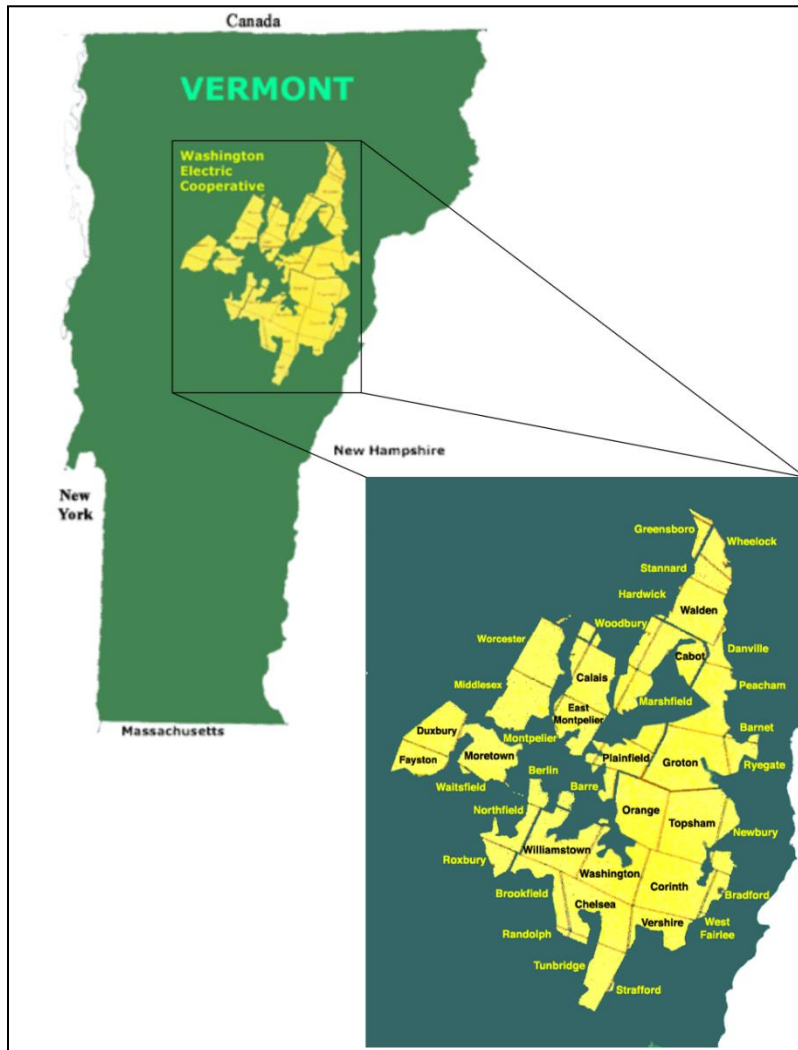 Canada
VERMONT
Washington
Electric
Cooperative
New Hampshire
New
York
Massachusetts
Greensboro
Wheelock
Stannard
Hardwick
Walden
Woodbury
Worcester
Cabot
Danville
Calais
Middlesex
Peacham
Marshfield
East
Montpelier
Duxbury
Montpelier
Barnet
Moretown
Fayston
Plainfield
Groton
Ryegate
Berlin
Waitsfield
Barre
Northfield
Orange
Topsham
Newbury
Williamstown
Roxbury
Washington
Corinth
Brookfield
Bradford
Chelsea
Vershire
West
Fairlee
Randolph
Tunbridge
Strafford